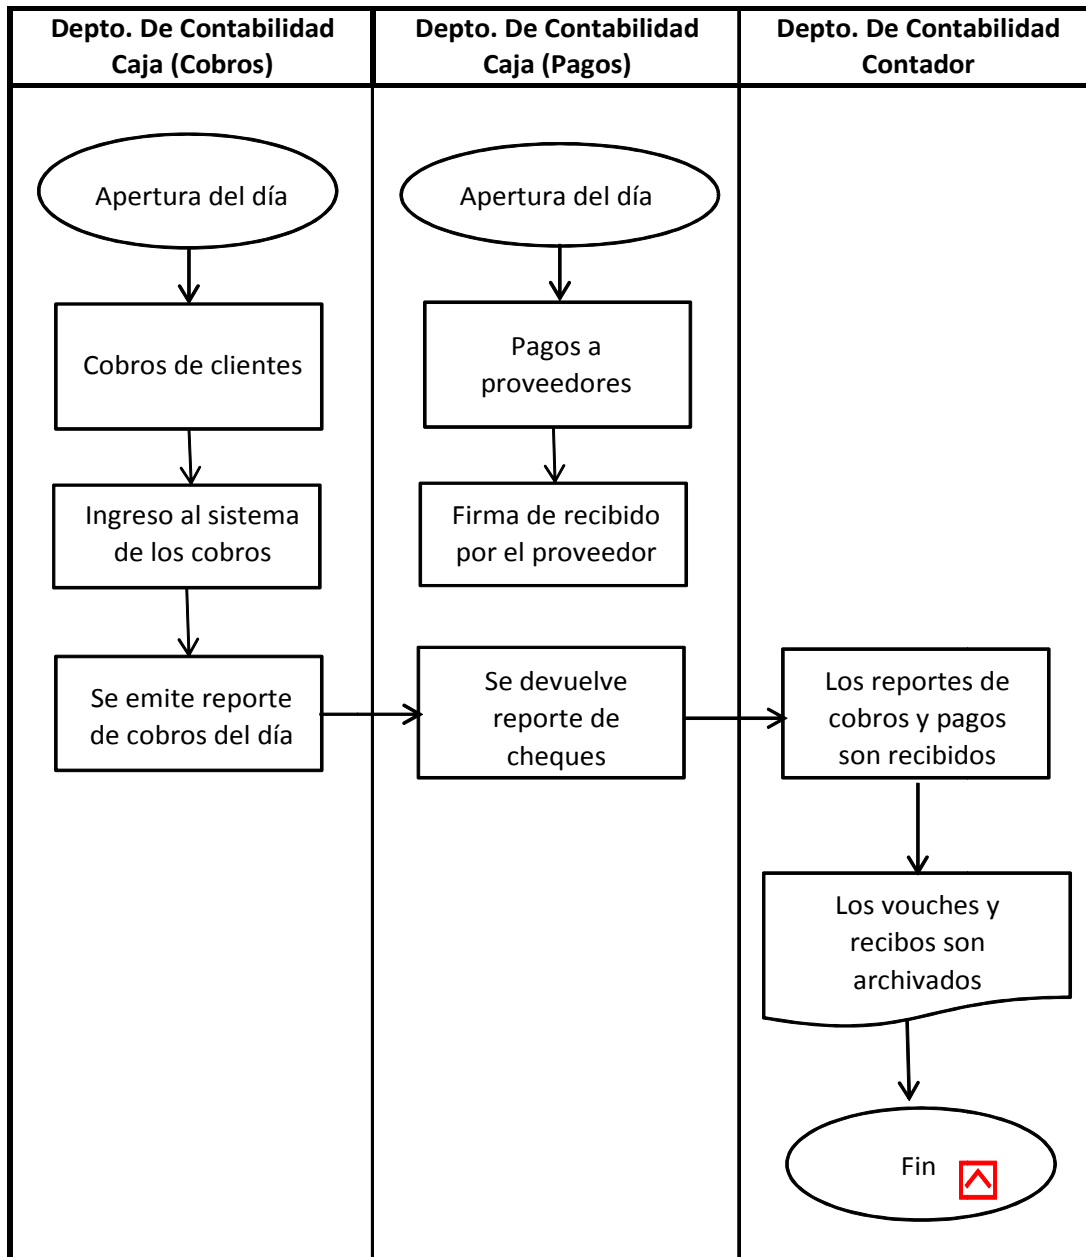 Depto. De Contabilidad
Caja (Cobros)
Depto. De Contabilidad
Caja (Pagos)
Depto. De Contabilidad
Contador
Apertura del día
Apertura del día
Cobros de clientes
Pagos a
proveedores
Ingreso al sistema
de los cobros
Firma de recibido
por el proveedor
Se emite reporte
de cobros del día
Se devuelve
reporte de
cheques
Los reportes de
cobros y pagos
son recibidos
Los vouches y
recibos son
archivados
Fin